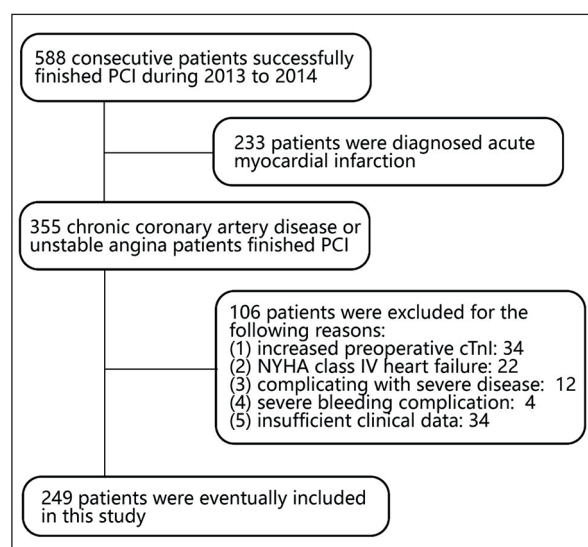 588 consecutive patients successfully
finished PCI during 2013 to 2014
233 patients were diagnosed acute
myocardial infarction
355 chronic coronary artery disease or
unstable angina patients finished PCI
106 patients were excluded for the
following reasons:
(1) increased preoperative cTnI: 34
(2) NYHA class IV heart failure: 22
(3) complicating with severe disease: 12
(4) severe bleeding complication: 4
(5) insufficient clinical data: 34
249 patients were eventually included
in this study